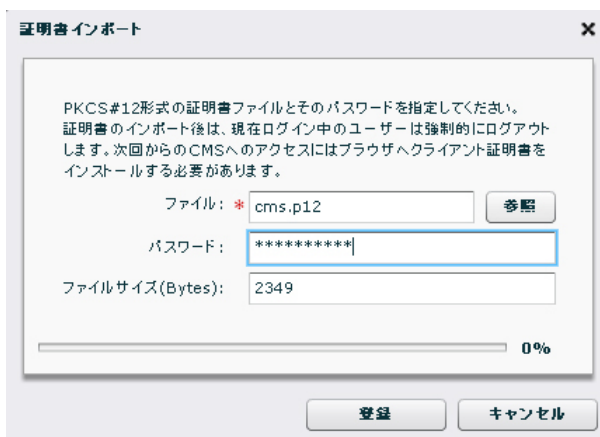 証明書インポート
PKCS#12形式の証明書ファイルとそのパスワードを指定してください。
証明書のインポート後は、現在ログイン中のユーザーは強制的にログアウト
します。次回からのCMSへのアクセスにはブラウザへクライアント証明書を
インストールする必要があります。
ファイル: * cms.p12 参照
パスワード: **********
ファイルサイズ(Bytes): 2349
0%
登録 キャンセル